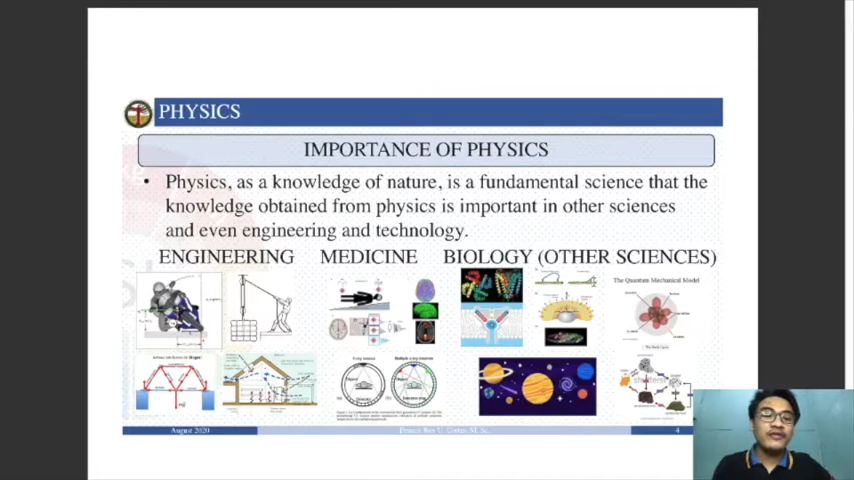 PHYSICS
IMPORTANCE OF PHYSICS
• Physics, as a knowledge of nature, is a fundamental science that the
knowledge obtained from physics is important in other sciences
and even engineering and technology.
ENGINEERING MEDICINE BIOLOGY (OTHER SCIENCES)
The Quantum Mechanical Model
August 2020
4